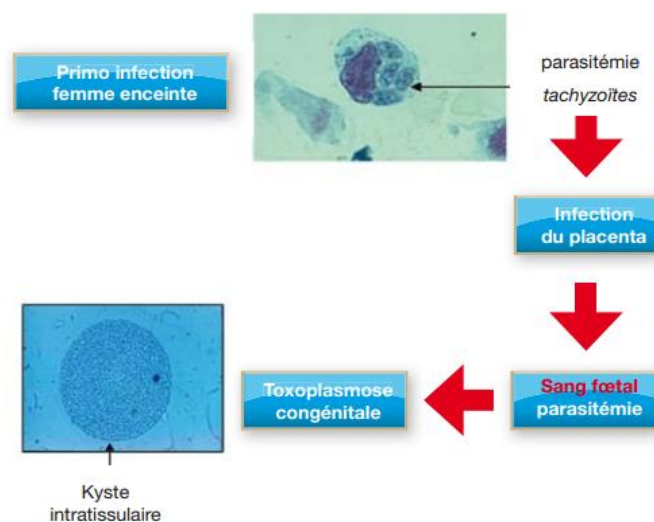 Primo infection
femme enceinte
parasitémie
tachyzoïtes
Infection
du placenta
Sang fœtal
parasitémie
Toxoplasmose
congénitale
Kyste
intratissulaire